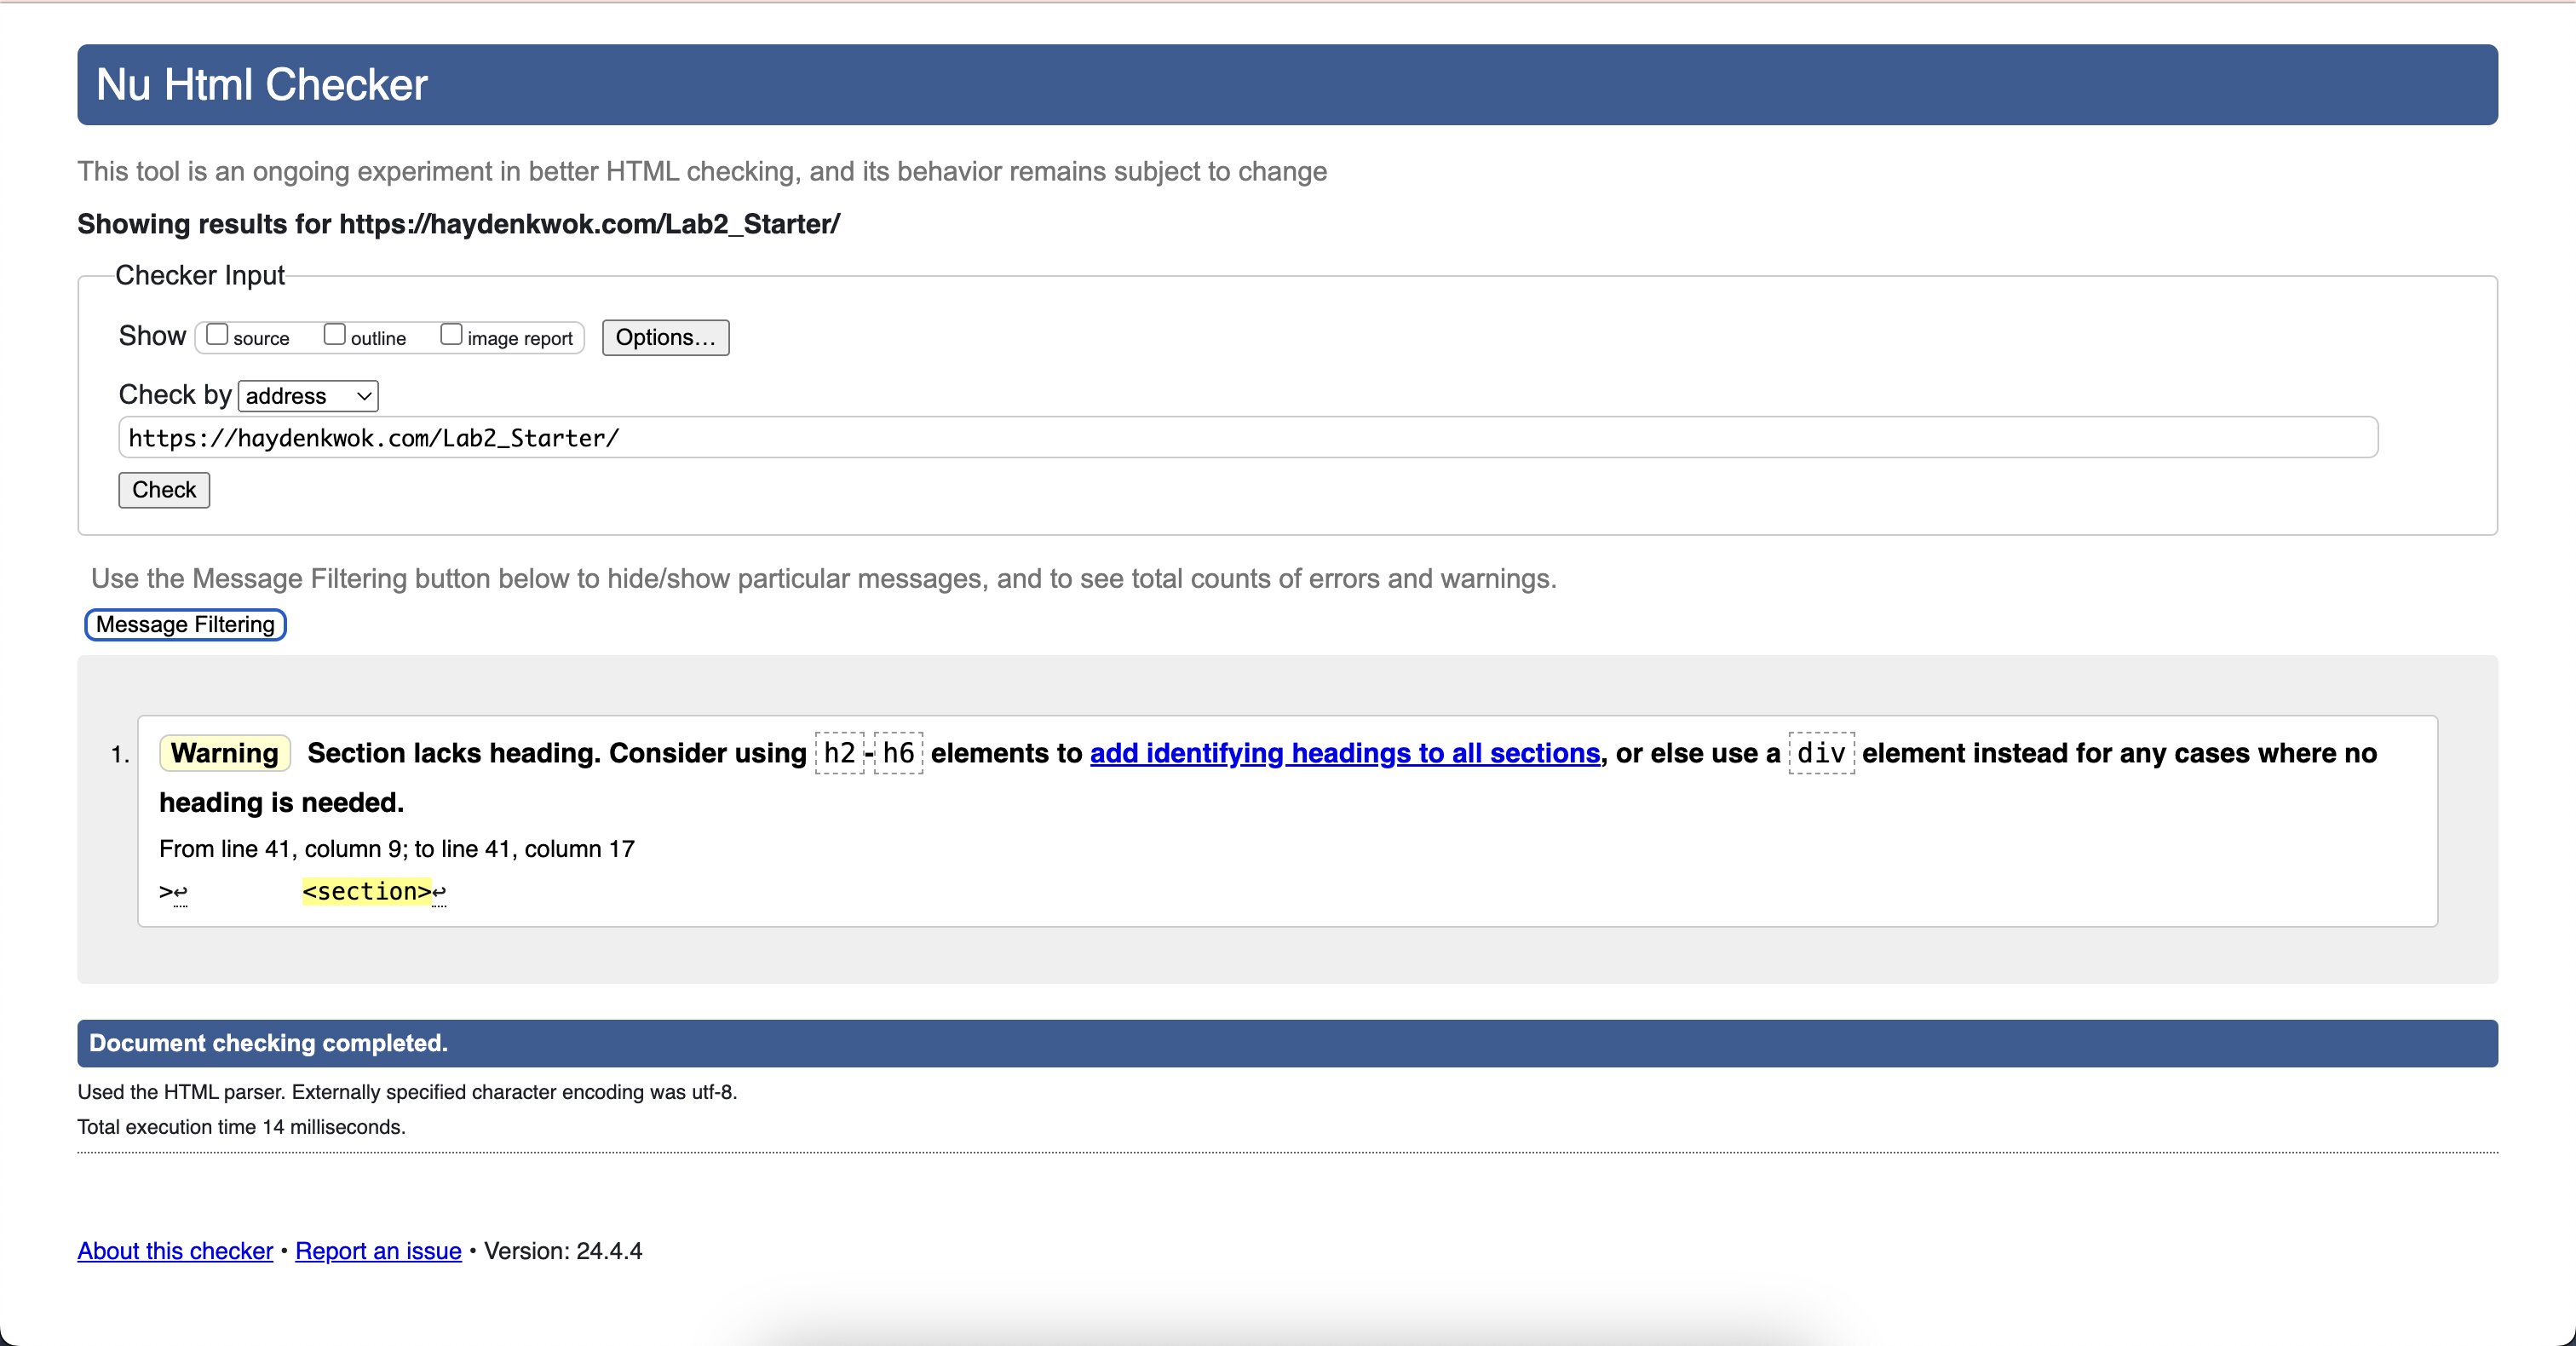 Nu Html Checker
This tool is an ongoing experiment in better HTML checking, and its behavior remains subject to change
Showing results for https://haydenkwok.com/Lab2_Starter/
Checker Input
Show source outline image report Options...
Check by address
https://haydenkwok.com/Lab2_Starter/
Check
Use the Message Filtering button below to hide/show particular messages, and to see total counts of errors and warnings.
Message Filtering
1. Warning Section lacks heading. Consider using h2-h6 elements to add identifying headings to all sections, or else use a div element instead for any cases where no
heading is needed.
From line 41, column 9; to line 41, column 17
>↩ <section>↩
Document checking completed.
Used the HTML parser. Externally specified character encoding was utf-8.
Total execution time 14 milliseconds.
About this checker • Report an issue • Version: 24.4.4